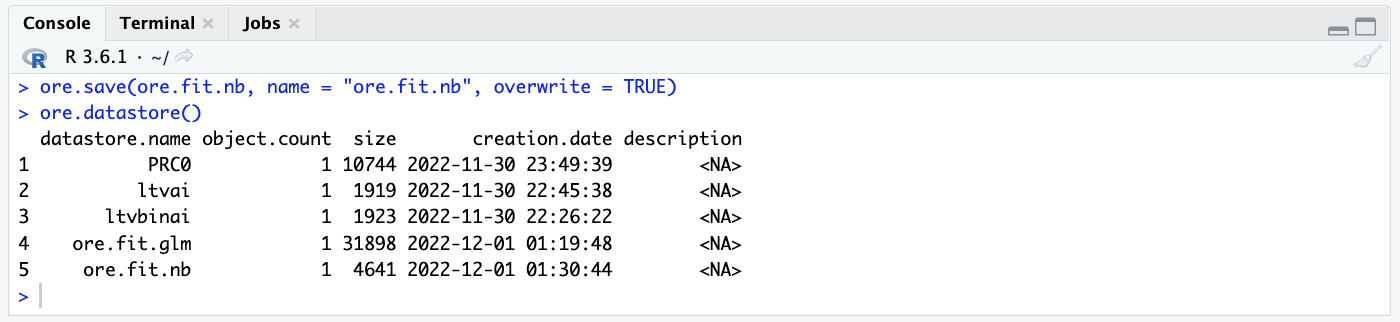 Console Terminal Jobs
R R 3.6.1 · ~/
> ore.save(ore.fit.nb, name = "ore.fit.nb", overwrite = TRUE)
> ore.datastore()
datastore.name object.count size creation.date description
1 PRC0 1 10744 2022-11-30 23:49:39 <NA>
2 ltvai 1 1919 2022-11-30 22:45:38 <NA>
3 ltvbinai 1 1923 2022-11-30 22:26:22 <NA>
4 ore.fit.glm 1 31898 2022-12-01 01:19:48 <NA>
5 ore.fit.nb 1 4641 2022-12-01 01:30:44 <NA>
>